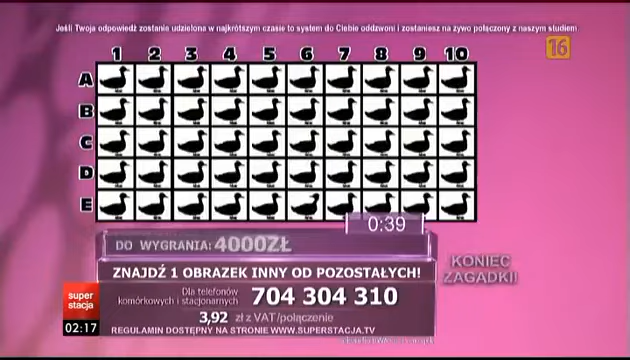 Jeśli Twoja odpowiedź zostanie udzielona w najkrótszym czasie to system do Ciebie oddzwoni i zostaniesz na żywo połączony z naszym studiem
16
1 2 3 4 5 6 7 8 9 10
A
B
C
D
E
0:39
DO WYGRANIA: 4000ZŁ
ZNAJDŹ 1 OBRAZEK INNY OD POZOSTAŁYCH!
KONIEC ZAGADKI!
Dla telefonów
komórkowych i stacjonarnych 704 304 310
3,92 zł z VAT/połączenie
REGULAMIN DOSTĘPNY NA STRONIE WWW.SUPERSTACJA.TV
super
stacja
02:17